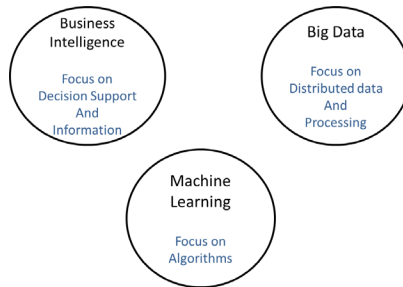 Business
Intelligence
Focus on
Decision Support
And
Information
Big Data
Focus on
Distributed data
And
Processing
Machine
Learning
Focus on
Algorithms